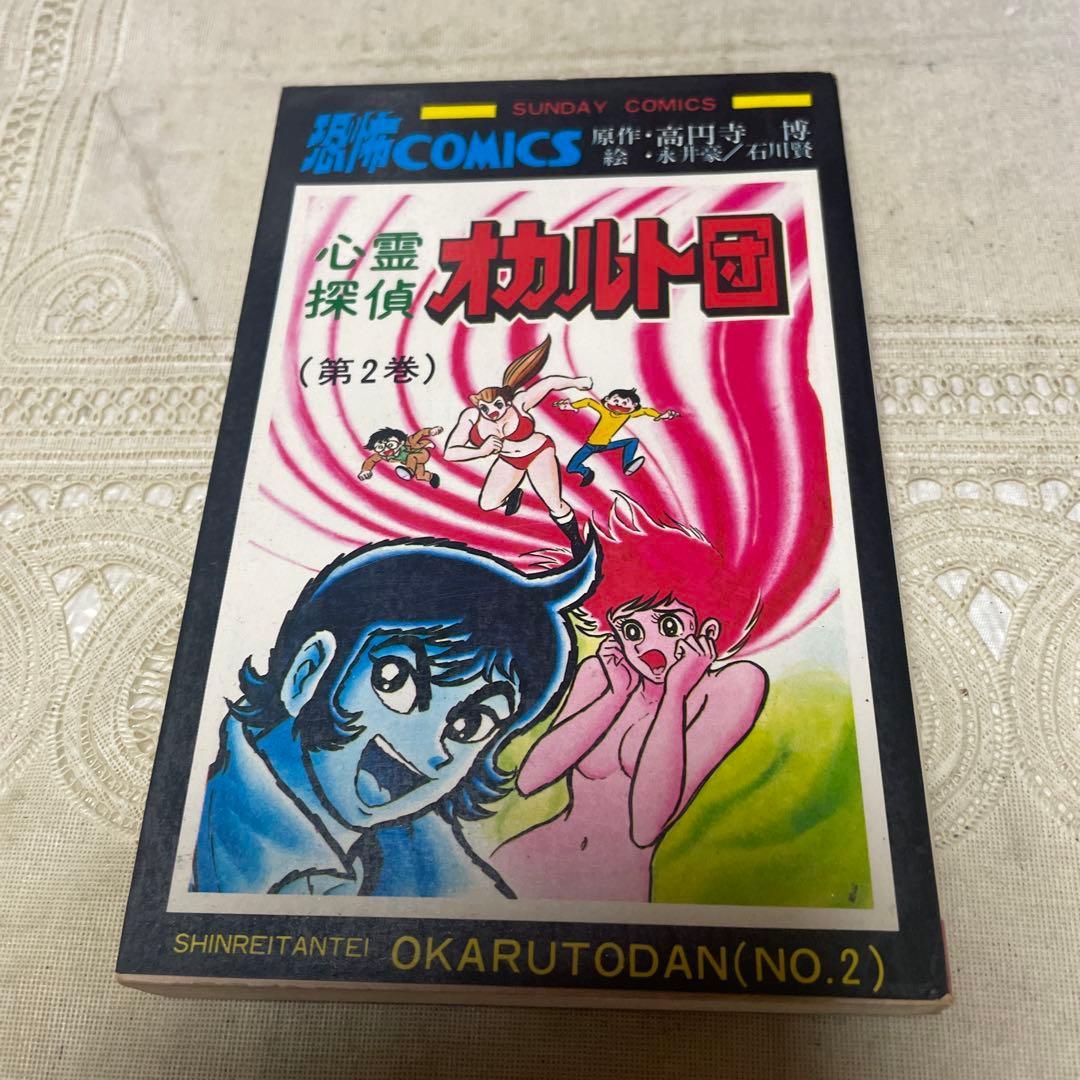 SUNDAY COMICS
恐怖COMICS
原作・高円寺 博
絵・永井豪/石川賢
心霊
探偵
オカルト団
(第2巻)
SHINREITANTEI OKARUTODAN(NO.2)